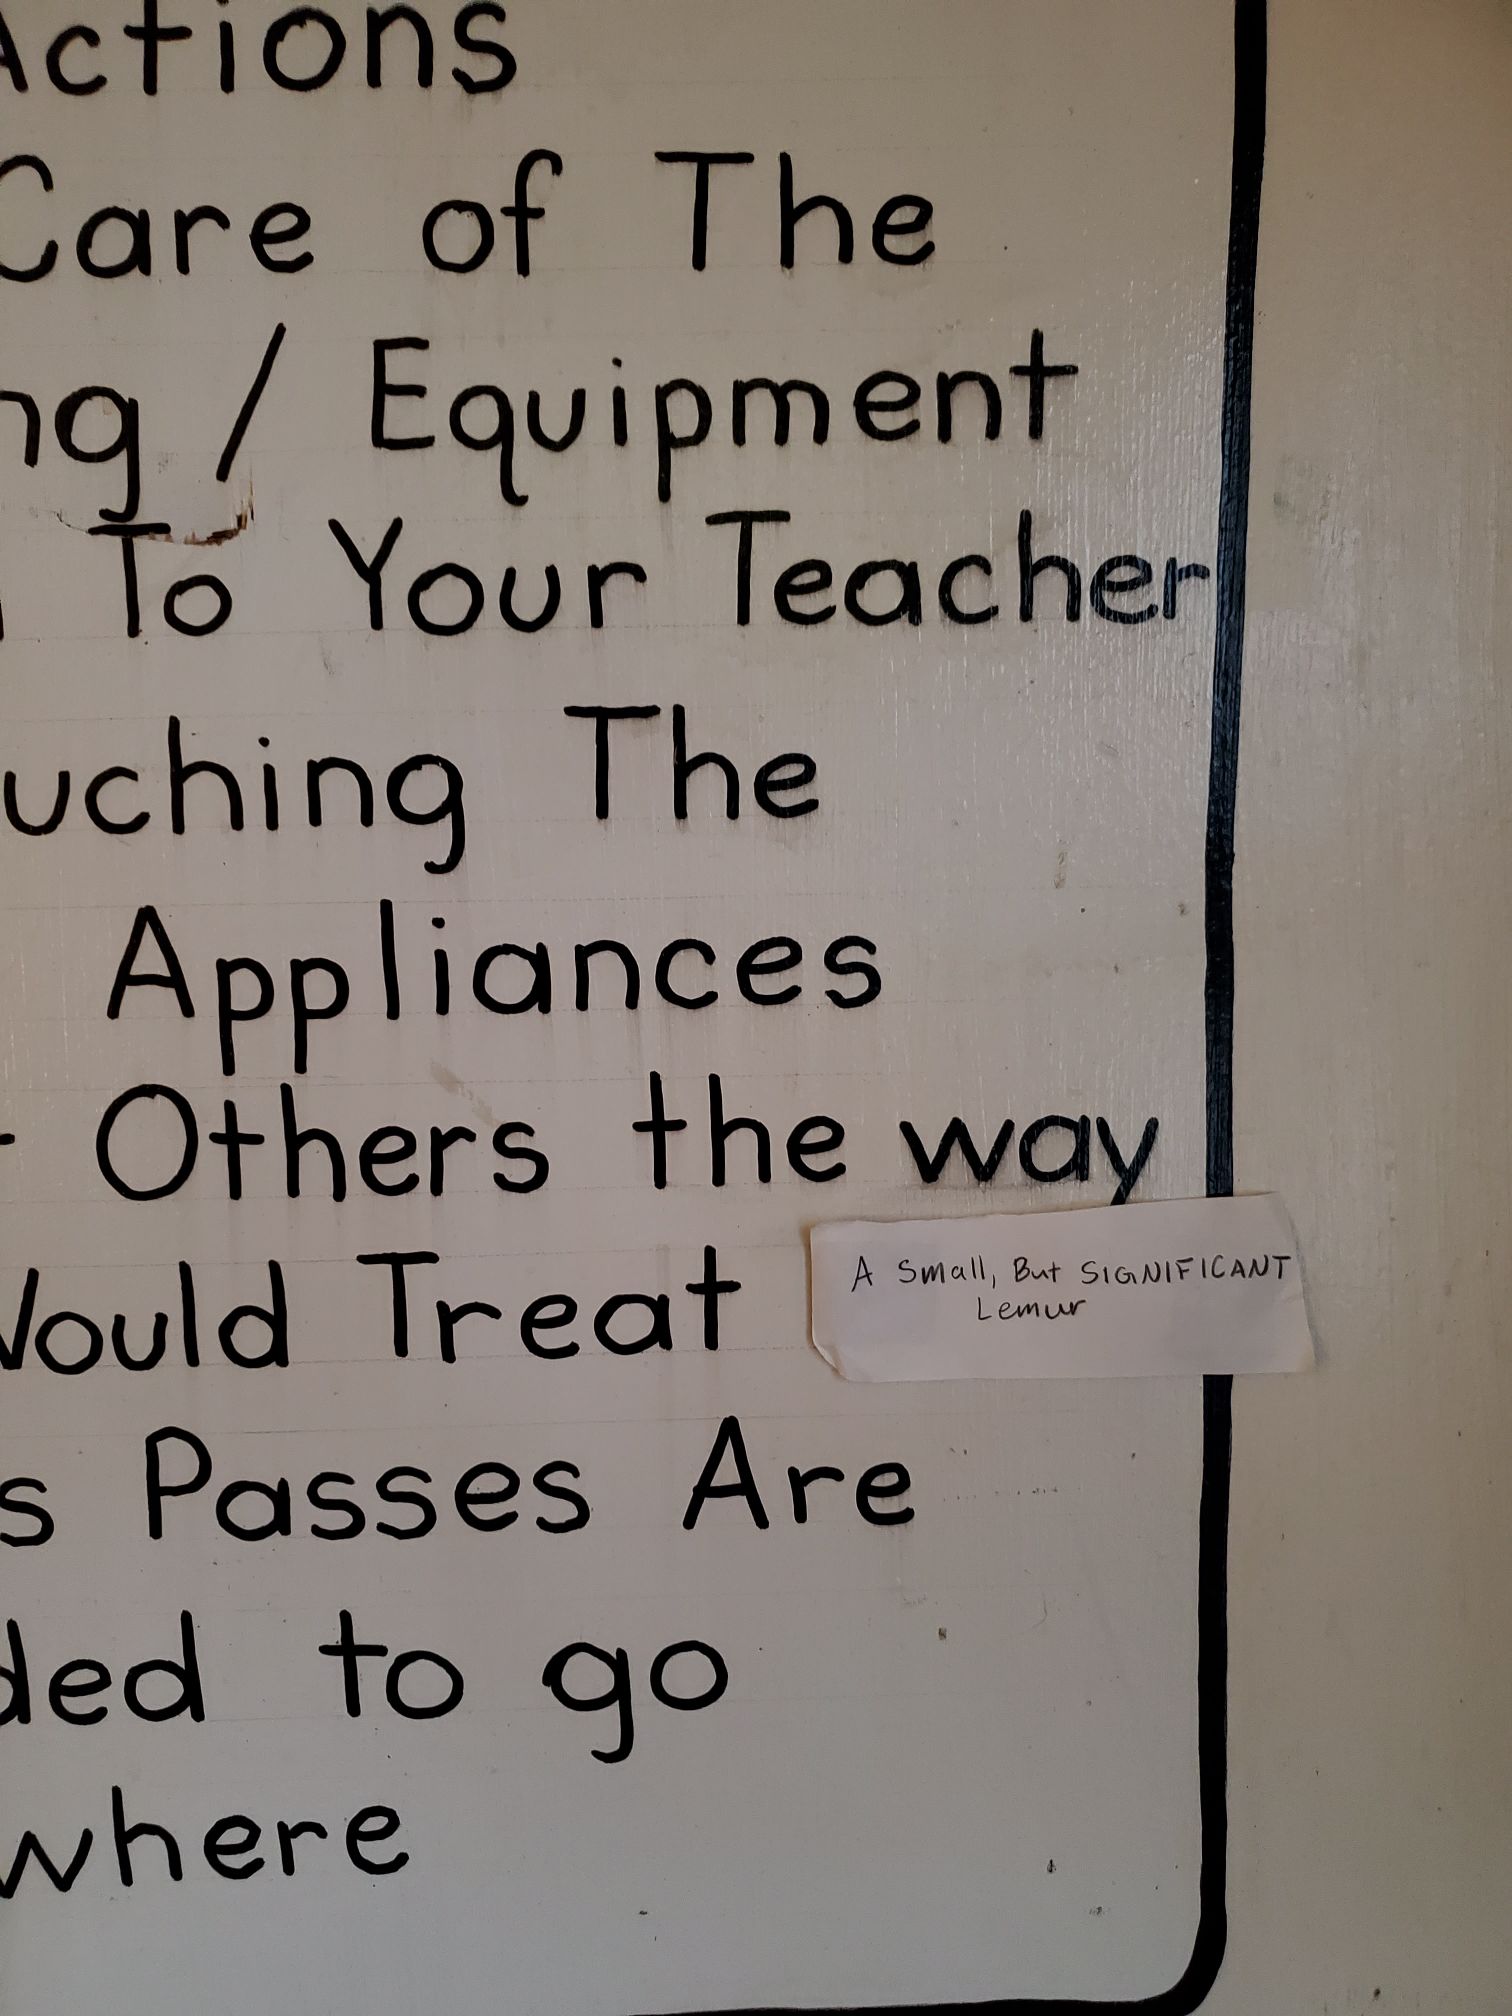 Actions
Care of The
ng / Equipment
To Your Teacher
uching The
Appliances
Others the way
Would Treat
A Small, But SIGNIFICANT
Lemur
s Passes Are
ded to go
where